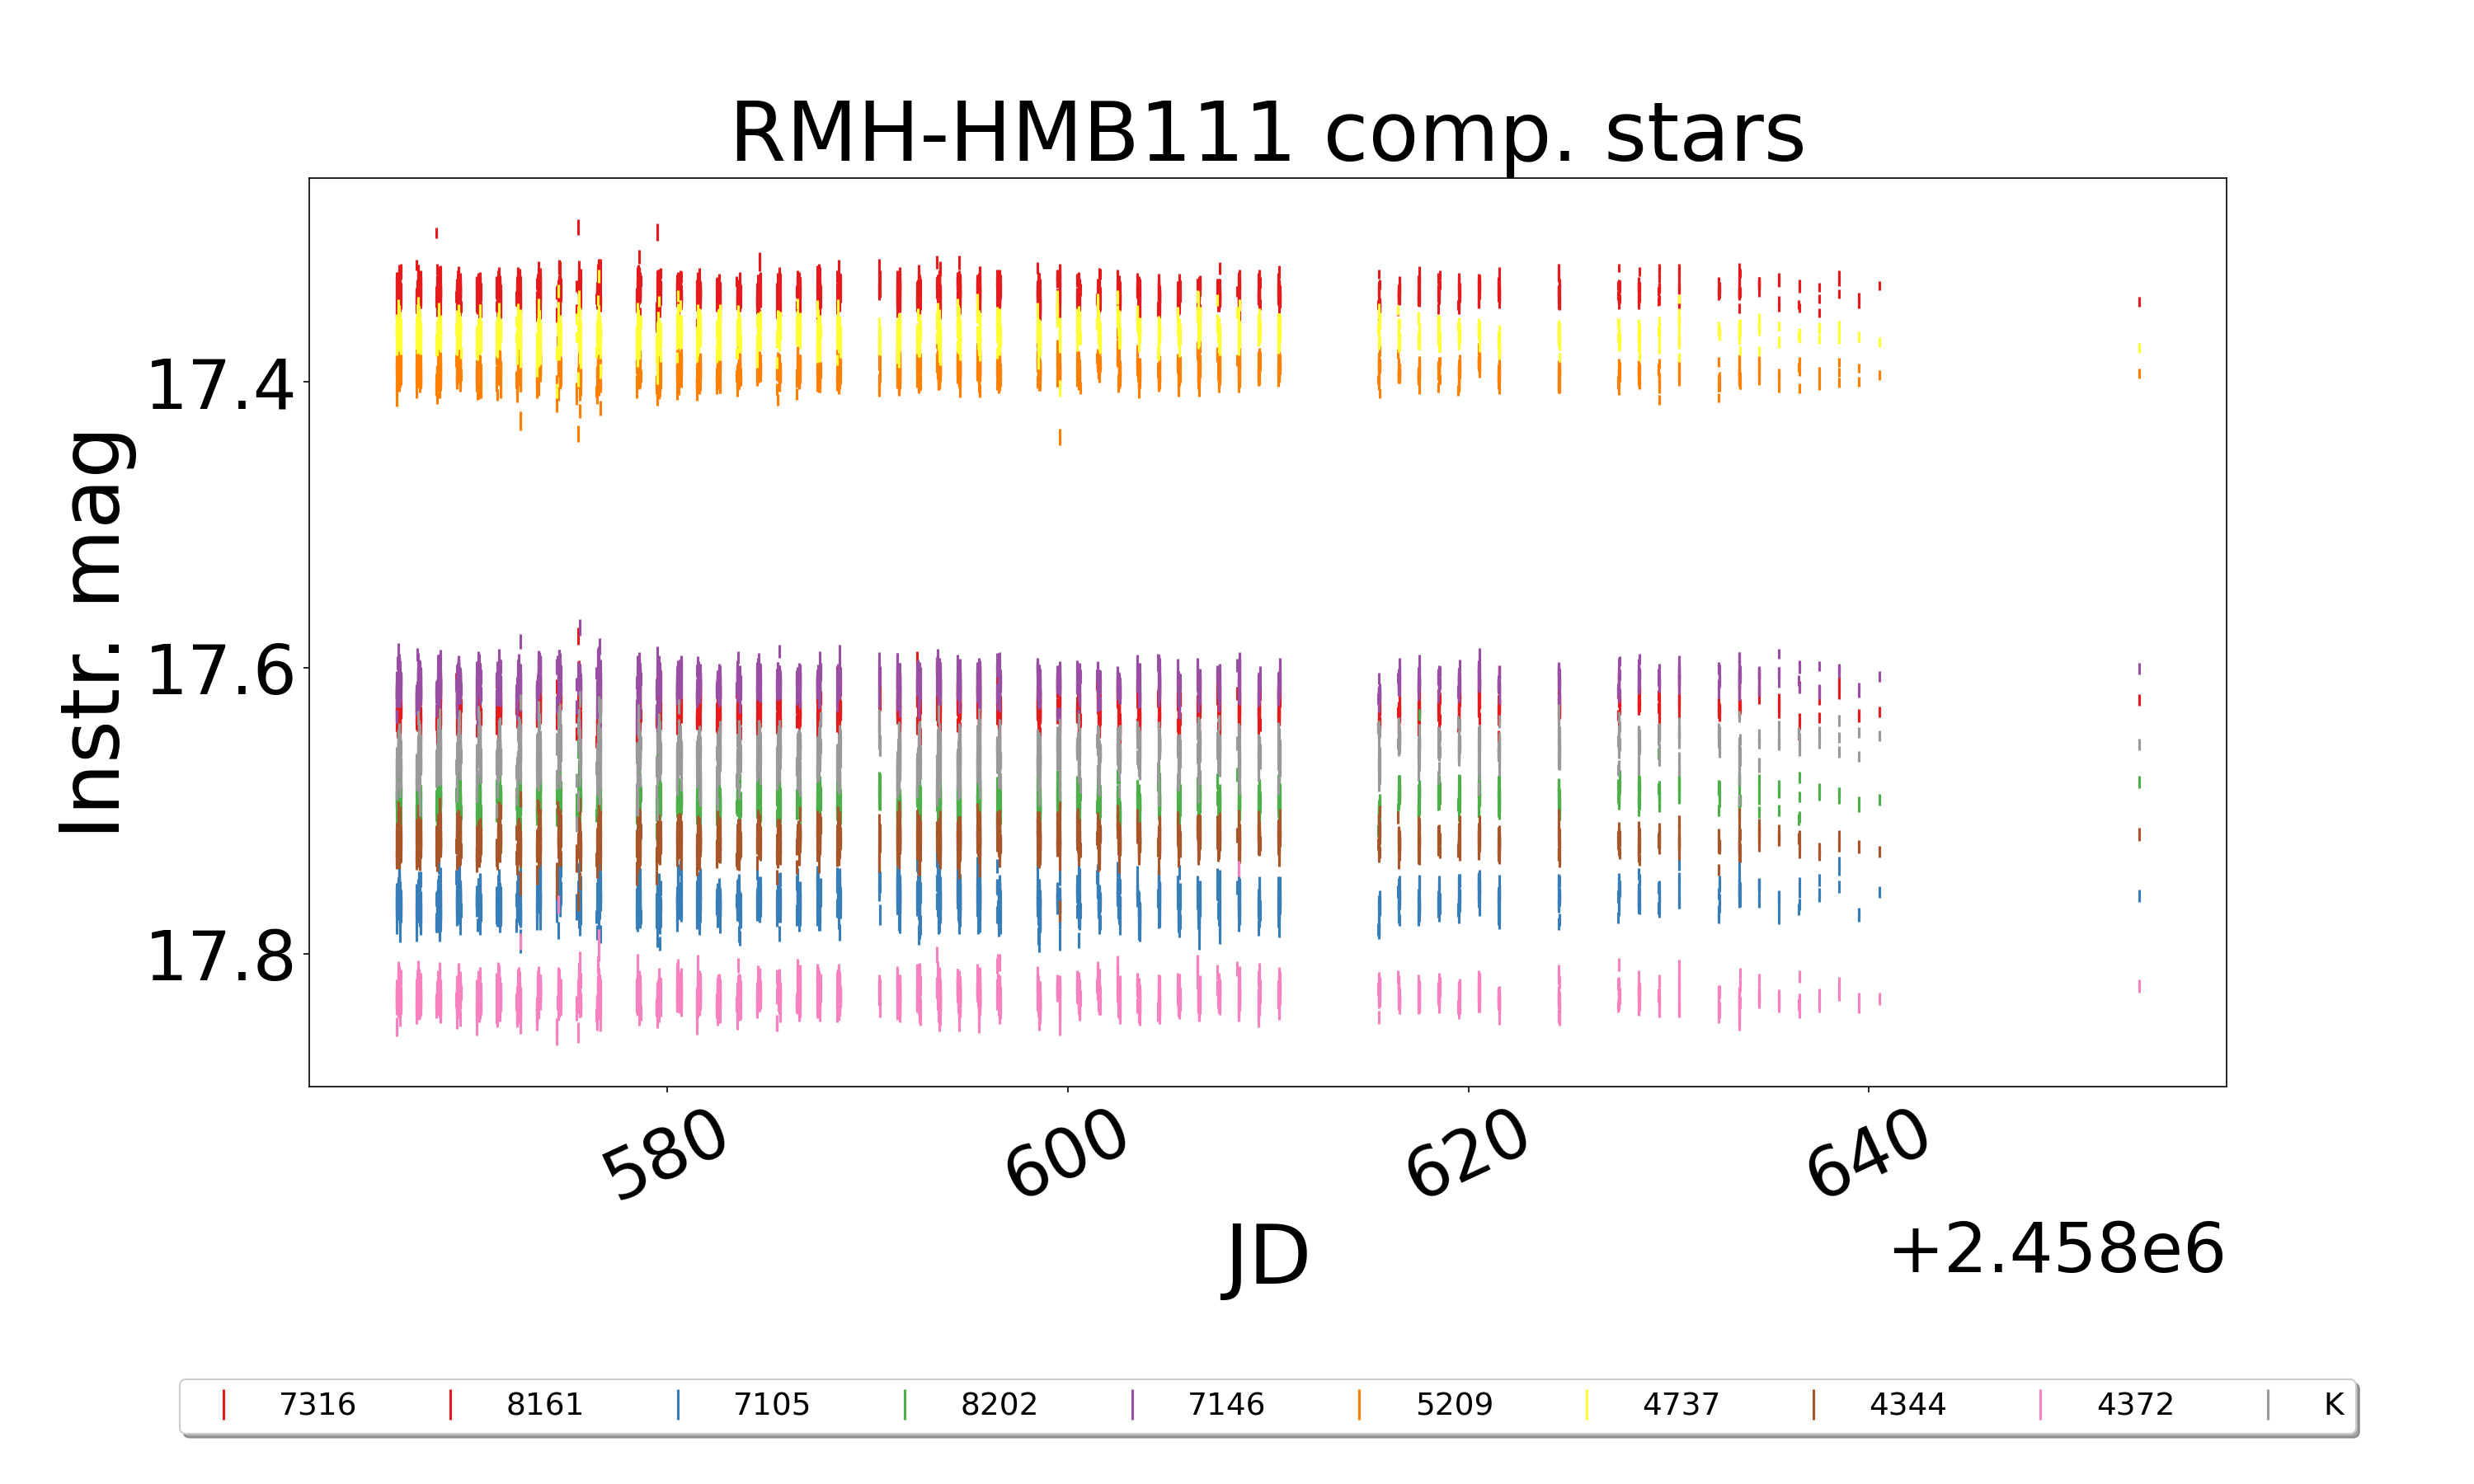 RMH-HMB111 comp. stars
17.4
17.6
17.8
Instr. mag
580 600 620 640
JD
+2.458e6
7316 8161 7105 8202 7146 5209 4737 4344 4372 K